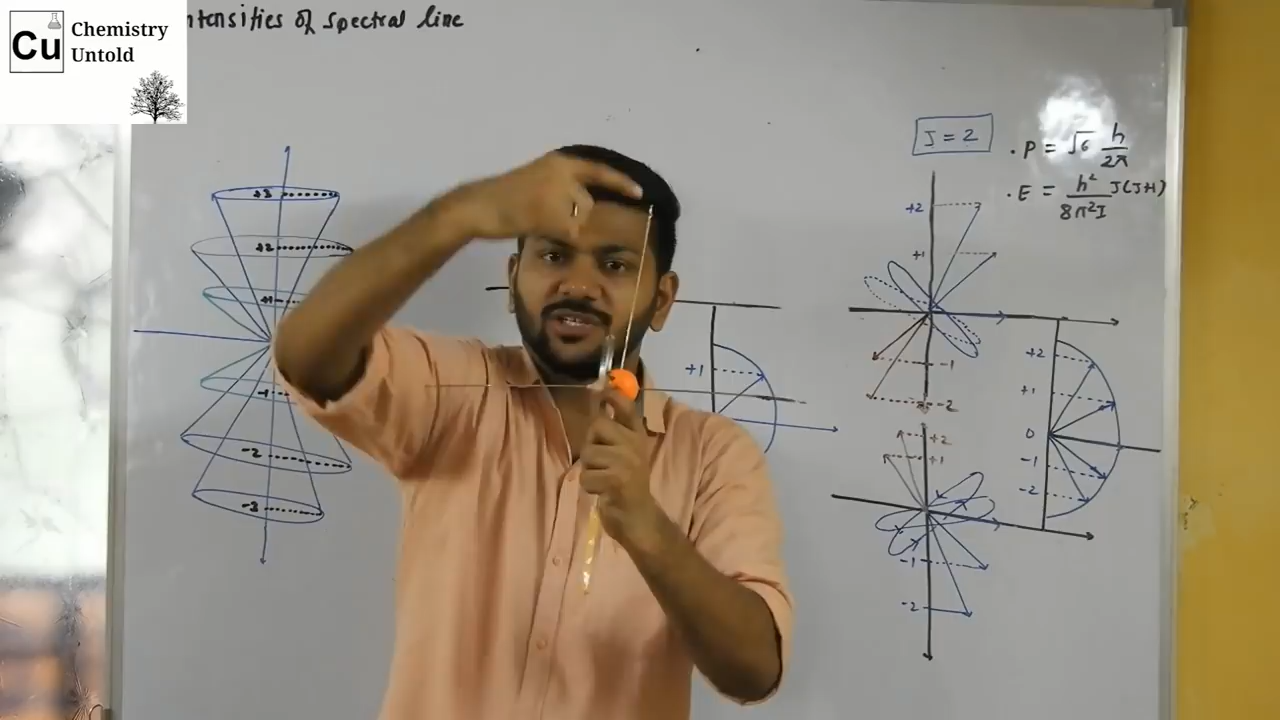 ntensities of spectral line
Cu
Chemistry
Untold
J = 2
. P = √6 h/2π
. E = h²/8π²I J(J+1)
+3
+2
+1
-1
-2
-3
+1
+2
+1
-1
-2
+2
+1
0
-1
-2
+2
+1
-1
-2